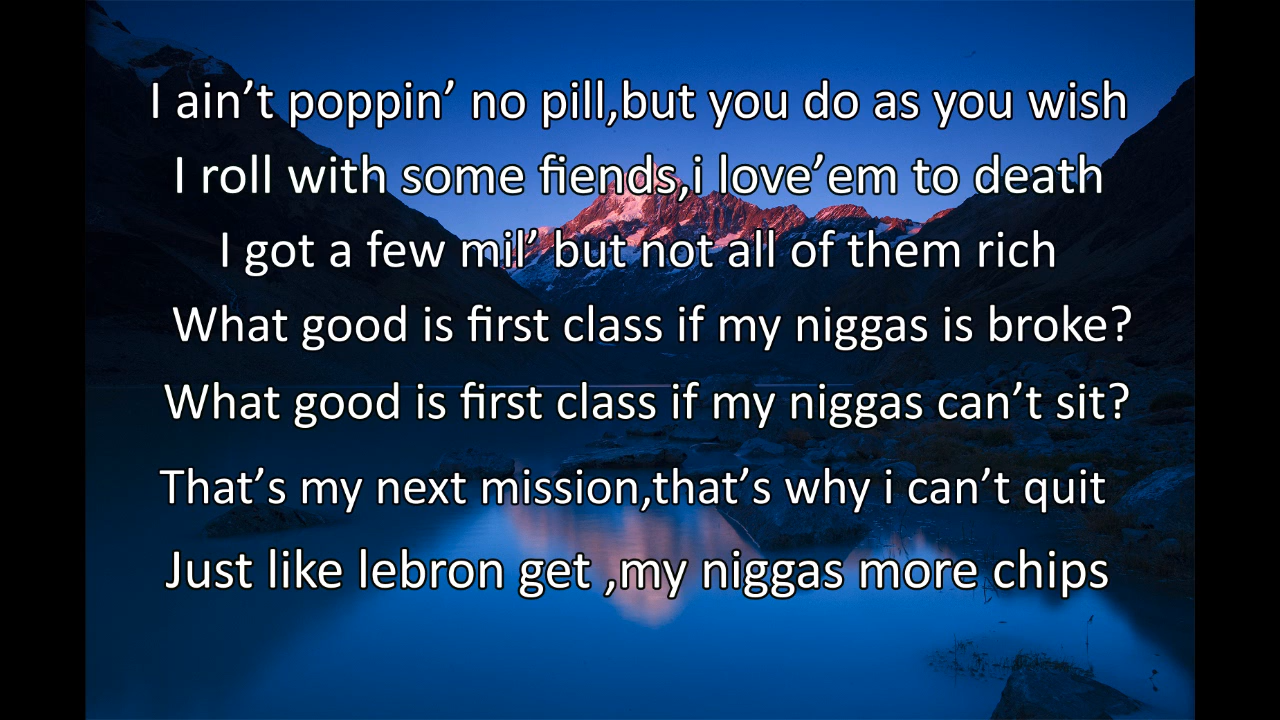 I ain’t poppin’ no pill,but you do as you wish
I roll with some fiends,i love’em to death
I got a few mil’ but not all of them rich
What good is first class if my niggas is broke?
What good is first class if my niggas can’t sit?
That’s my next mission,that’s why i can’t quit
Just like lebron get ,my niggas more chips